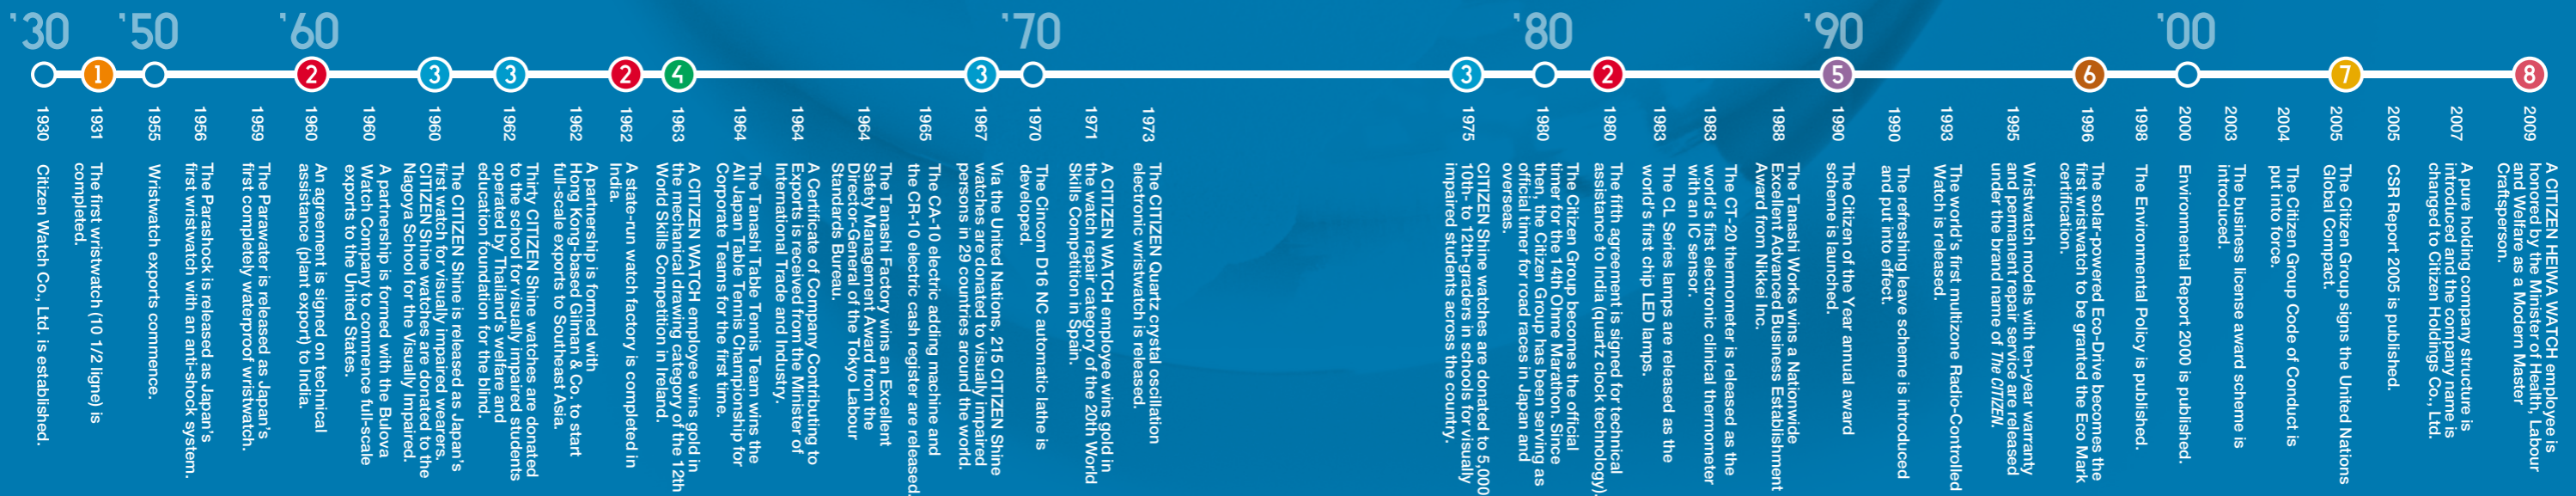 '30
'50
'60
'70
'80
'90
'00
1
2
3
3
2
4
3
3
2
5
6
7
8
1930
Citizen Watch Co., Ltd. is established.
1931
The first wristwatch (10 1/2 ligne) is
completed.
1955
Wristwatch exports commence.
1956
The Parashock is released as Japan's
first wristwatch with an anti-shock system.
1959
The Parawater is released as Japan's
first completely waterproof wristwatch.
1960
An agreement is signed on technical
assistance (plant export) to India.
1960
A partnership is formed with the Bulova
Watch Company to commence full-scale
exports to the United States.
1960
The CITIZEN Shine is released as Japan's
first watch for visually impaired wearers.
CITIZEN Shine watches are donated to the
Nagoya School for the Visually Impaired.
1962
Thirty CITIZEN Shine watches are donated
to the school for visually impaired students
operated by Thailand's welfare and
education foundation for the blind.
1962
A partnership is formed with
Hong Kong-based Gilman & Co. to start
full-scale exports to Southeast Asia.
1962
A state-run watch factory is completed in
India.
1963
A CITIZEN WATCH employee wins gold in
the mechanical drawing category of the 12th
World Skills Competition in Ireland.
1964
The Tanashi Table Tennis Team wins the
All Japan Table Tennis Championship for
Corporate Teams for the first time.
1964
A Certificate of Company Contributing to
Exports is received from the Minister of
International Trade and Industry.
1964
The Tanashi Factory wins an Excellent
Safety Management Award from the
Director-General of the Tokyo Labour
Standards Bureau.
1965
The CA-10 electric adding machine and
the CR-10 electric cash register are released.
1967
Via the United Nations, 215 CITIZEN Shine
watches are donated to visually impaired
persons in 29 countries around the world.
1970
The Cincom D16 NC automatic lathe is
developed.
1971
A CITIZEN WATCH employee wins gold in
the watch repair category of the 20th World
Skills Competition in Spain.
1973
The CITIZEN Quartz crystal oscillation
electronic wristwatch is released.
1975
CITIZEN Shine watches are donated to 5,000
10th- to 12th-graders in schools for visually
impaired students across the country.
1980
The Citizen Group becomes the official
timer for the 14th Ohme Marathon. Since
then, the Citizen Group has been serving as
official timer for road races in Japan and
overseas.
1980
The fifth agreement is signed for technical
assistance to India (quartz clock technology).
1983
The CL Series lamps are released as the
world's first chip LED lamps.
1983
The CT-20 thermometer is released as the
world's first electronic clinical thermometer
with an IC sensor.
1988
The Tanashi Works wins a Nationwide
Excellent Advanced Business Establishment
Award from Nikkei Inc.
1990
The Citizen of the Year annual award
scheme is launched.
1990
The refreshing leave scheme is introduced
and put into effect.
1993
The world's first multizone Radio-Controlled
Watch is released.
1995
Wristwatch models with ten-year warranty
and permanent repair service are released
under the brand name of The CITIZEN.
1996
The solar-powered Eco-Drive becomes the
first wristwatch to be granted the Eco Mark
certification.
1998
The Environmental Policy is published.
2000
Environmental Report 2000 is published.
2003
The business license award scheme is
introduced.
2004
The Citizen Group Code of Conduct is
put into force.
2005
The Citizen Group signs the United Nations
Global Compact.
2005
CSR Report 2005 is published.
2007
A pure holding company structure is
introduced and the company name is
changed to Citizen Holdings Co., Ltd.
2009
A CITIZEN HEIWA WATCH employee is
honored by the Minister of Health, Labour
and Welfare as a Modern Master
Craftsperson.